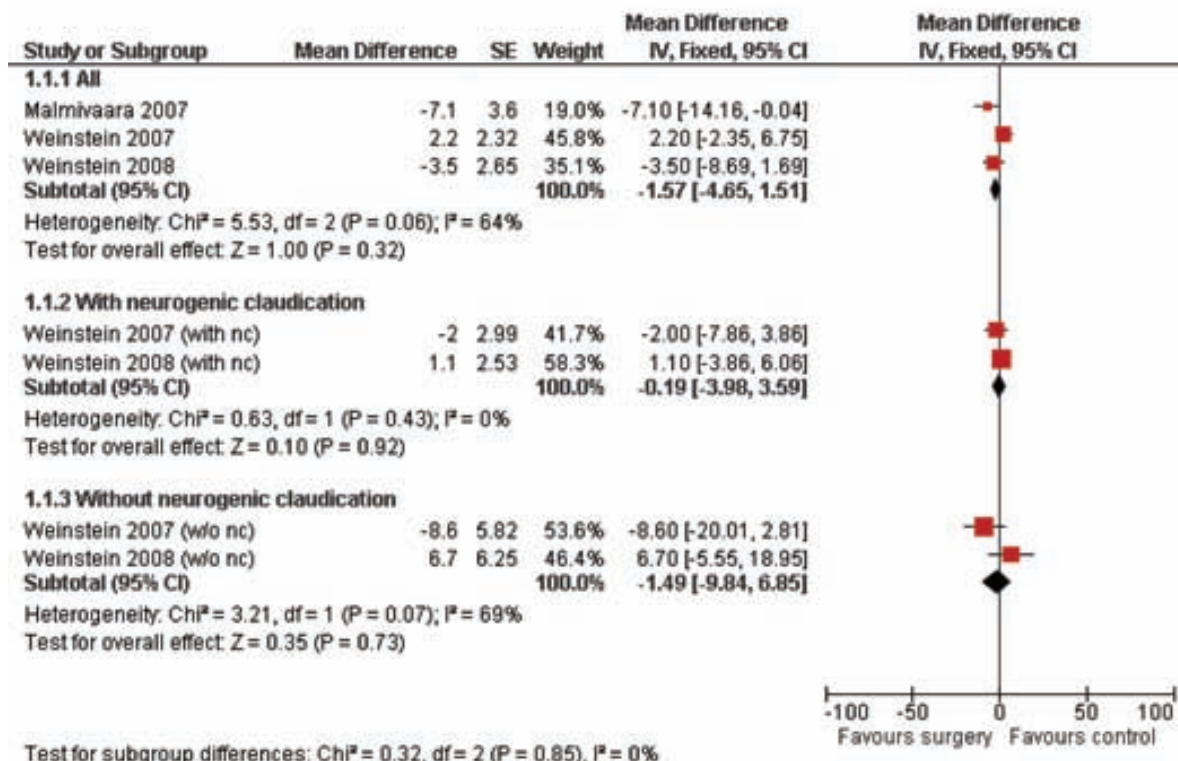 Mean Difference Mean Difference
Study or Subgroup Mean Difference SE Weight IV, Fixed, 95% CI IV, Fixed, 95% CI
1.1.1 All
Malmivaara 2007 -7.1 3.6 19.0% -7.10 [-14.16, -0.04]
Weinstein 2007 2.2 2.32 45.8% 2.20 [-2.35, 6.75]
Weinstein 2008 -3.5 2.65 35.1% -3.50 [-8.69, 1.69]
Subtotal (95% CI) 100.0% -1.57 [-4.65, 1.51]
Heterogeneity: Chi² = 5.53, df = 2 (P = 0.06); I² = 64%
Test for overall effect: Z = 1.00 (P = 0.32)
1.1.2 With neurogenic claudication
Weinstein 2007 (with nc) -2 2.99 41.7% -2.00 [-7.86, 3.86]
Weinstein 2008 (with nc) 1.1 2.53 58.3% 1.10 [-3.86, 6.06]
Subtotal (95% CI) 100.0% -0.19 [-3.98, 3.59]
Heterogeneity: Chi² = 0.63, df = 1 (P = 0.43); I² = 0%
Test for overall effect: Z = 0.10 (P = 0.92)
1.1.3 Without neurogenic claudication
Weinstein 2007 (w/o nc) -8.6 5.82 53.6% -8.60 [-20.01, 2.81]
Weinstein 2008 (w/o nc) 6.7 6.25 46.4% 6.70 [-5.55, 18.95]
Subtotal (95% CI) 100.0% -1.49 [-9.84, 6.85]
Heterogeneity: Chi² = 3.21, df = 1 (P = 0.07); I² = 69%
Test for overall effect: Z = 0.35 (P = 0.73)
-100 -50 0 50 100
Favours surgery Favours control
Test for subgroup differences: Chi² = 0.32, df = 2 (P = 0.85), I² = 0%